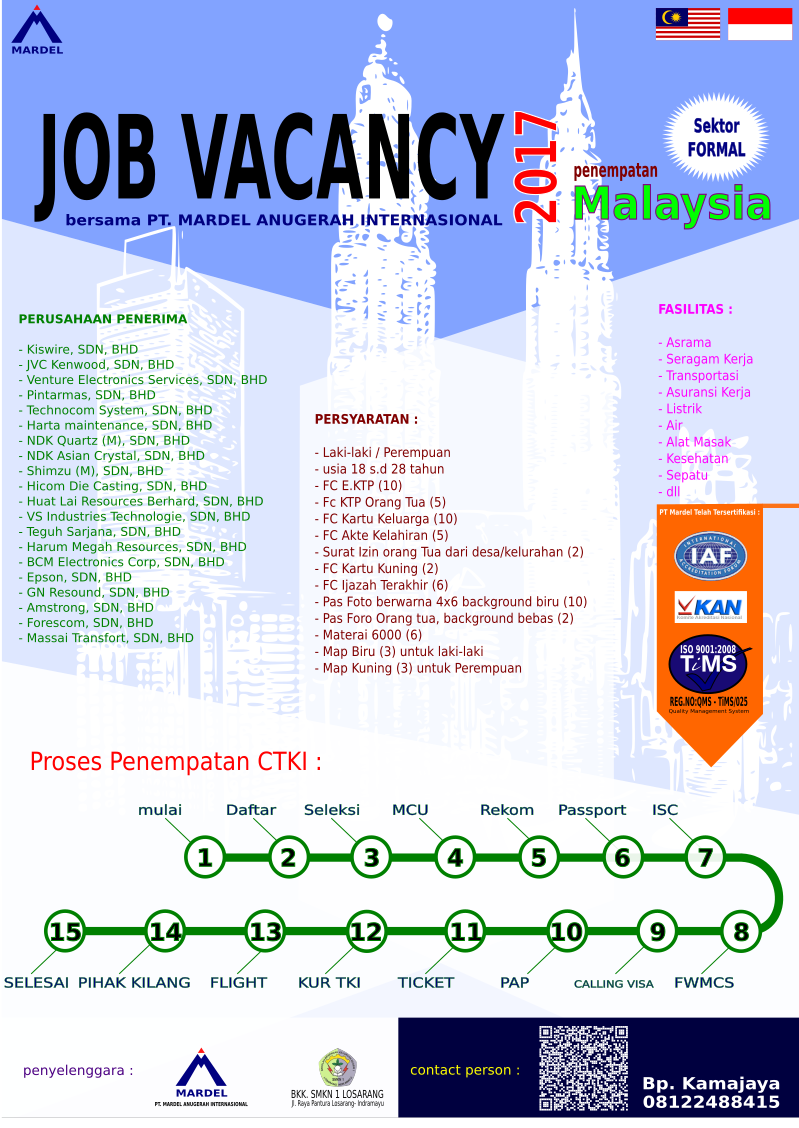 MARDEL
JOB VACANCY
2017
bersama PT. MARDEL ANUGERAH INTERNASIONAL
Sektor
FORMAL
penempatan
Malaysia
PERUSAHAAN PENERIMA
- Kiswire, SDN, BHD
- JVC Kenwood, SDN, BHD
- Venture Electronics Services, SDN, BHD
- Pintarmas, SDN, BHD
- Technocom System, SDN, BHD
- Harta maintenance, SDN, BHD
- NDK Quartz (M), SDN, BHD
- NDK Asian Crystal, SDN, BHD
- Shimzu (M), SDN, BHD
- Hicom Die Casting, SDN, BHD
- Huat Lai Resources Berhard, SDN, BHD
- VS Industries Technologie, SDN, BHD
- Teguh Sarjana, SDN, BHD
- Harum Megah Resources, SDN, BHD
- BCM Electronics Corp, SDN, BHD
- Epson, SDN, BHD
- GN Resound, SDN, BHD
- Amstrong, SDN, BHD
- Forescom, SDN, BHD
- Massai Transfort, SDN, BHD
PERSYARATAN :
- Laki-laki / Perempuan
- usia 18 s.d 28 tahun
- FC E.KTP (10)
- Fc KTP Orang Tua (5)
- FC Kartu Keluarga (10)
- FC Akte Kelahiran (5)
- Surat Izin orang Tua dari desa/kelurahan (2)
- FC Kartu Kuning (2)
- FC Ijazah Terakhir (6)
- Pas Foto berwarna 4x6 background biru (10)
- Pas Foro Orang tua, background bebas (2)
- Materai 6000 (6)
- Map Biru (3) untuk laki-laki
- Map Kuning (3) untuk Perempuan
FASILITAS :
- Asrama
- Seragam Kerja
- Transportasi
- Asuransi Kerja
- Listrik
- Air
- Alat Masak
- Kesehatan
- Sepatu
- dll
PT Mardel Telah Tersertifikasi :
INTERNATIONAL
IAF
ACCREDITATION FORUM
KAN
Komite Akreditasi Nasional
ISO 9001:2008
TiMS
REG.NO:QMS - TiMS/025
Quality Management System
Proses Penempatan CTKI :
mulai Daftar Seleksi MCU Rekom Passport ISC
1 2 3 4 5 6 7
15 14 13 12 11 10 9 8
SELESAI PIHAK KILANG FLIGHT KUR TKI TICKET PAP CALLING VISA FWMCS
penyelenggara :
MARDEL
PT. MARDEL ANUGERAH INTERNASIONAL
BKK. SMKN 1 LOSARANG
Jl. Raya Pantura Losarang- Indramayu
contact person :
Bp. Kamajaya
08122488415